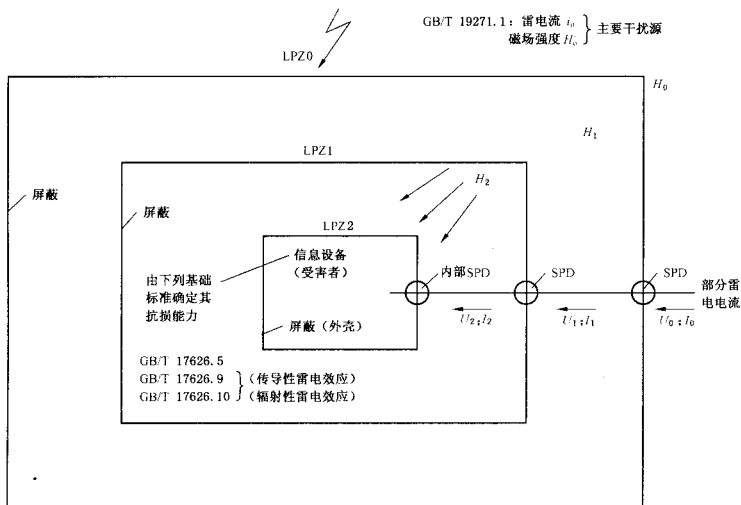 GB/T 19271.1：雷电流 i₀
磁场强度 H₀
主要干扰源
LPZ0
H₀
H₁
LPZ1
H₂
屏蔽
屏蔽
LPZ2
信息设备
（受害者）
由下列基础
标准确定其
抗损能力
内部SPD
SPD
SPD
部分雷
电电流
U₂；I₂
U₁；I₁
U₀；I₀
屏蔽（外壳）
GB/T 17626.5
GB/T 17626.9
（传导性雷电效应）
GB/T 17626.10
（辐射性雷电效应）